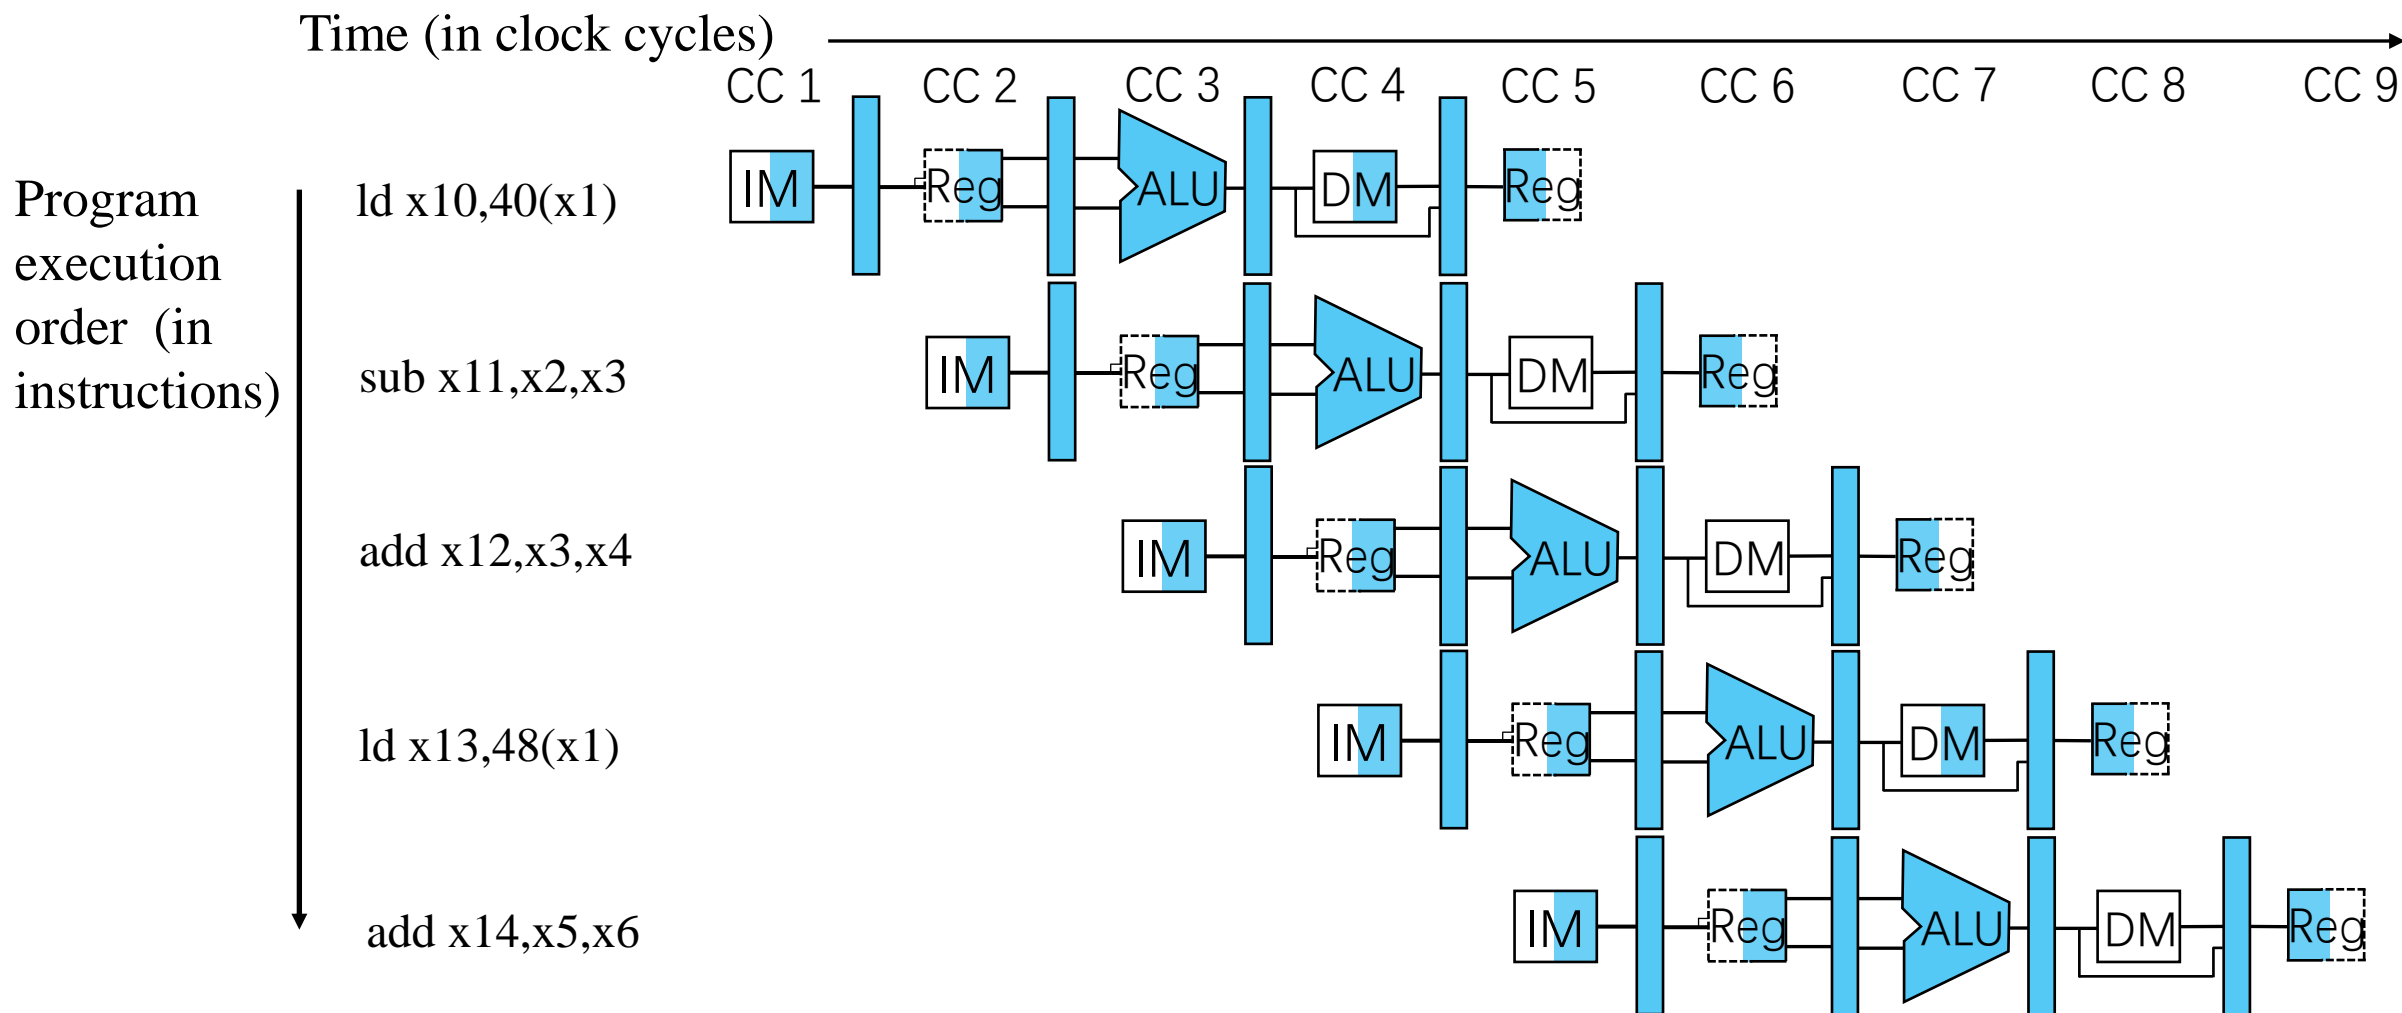 Time (in clock cycles)
CC 1 CC 2 CC 3 CC 4 CC 5 CC 6 CC 7 CC 8 CC 9
Program
execution
order (in
instructions)
ld x10,40(x1)
IM Reg ALU DM Reg
sub x11,x2,x3
IM Reg ALU DM Reg
add x12,x3,x4
IM Reg ALU DM Reg
ld x13,48(x1)
IM Reg ALU DM Reg
add x14,x5,x6
IM Reg ALU DM Reg